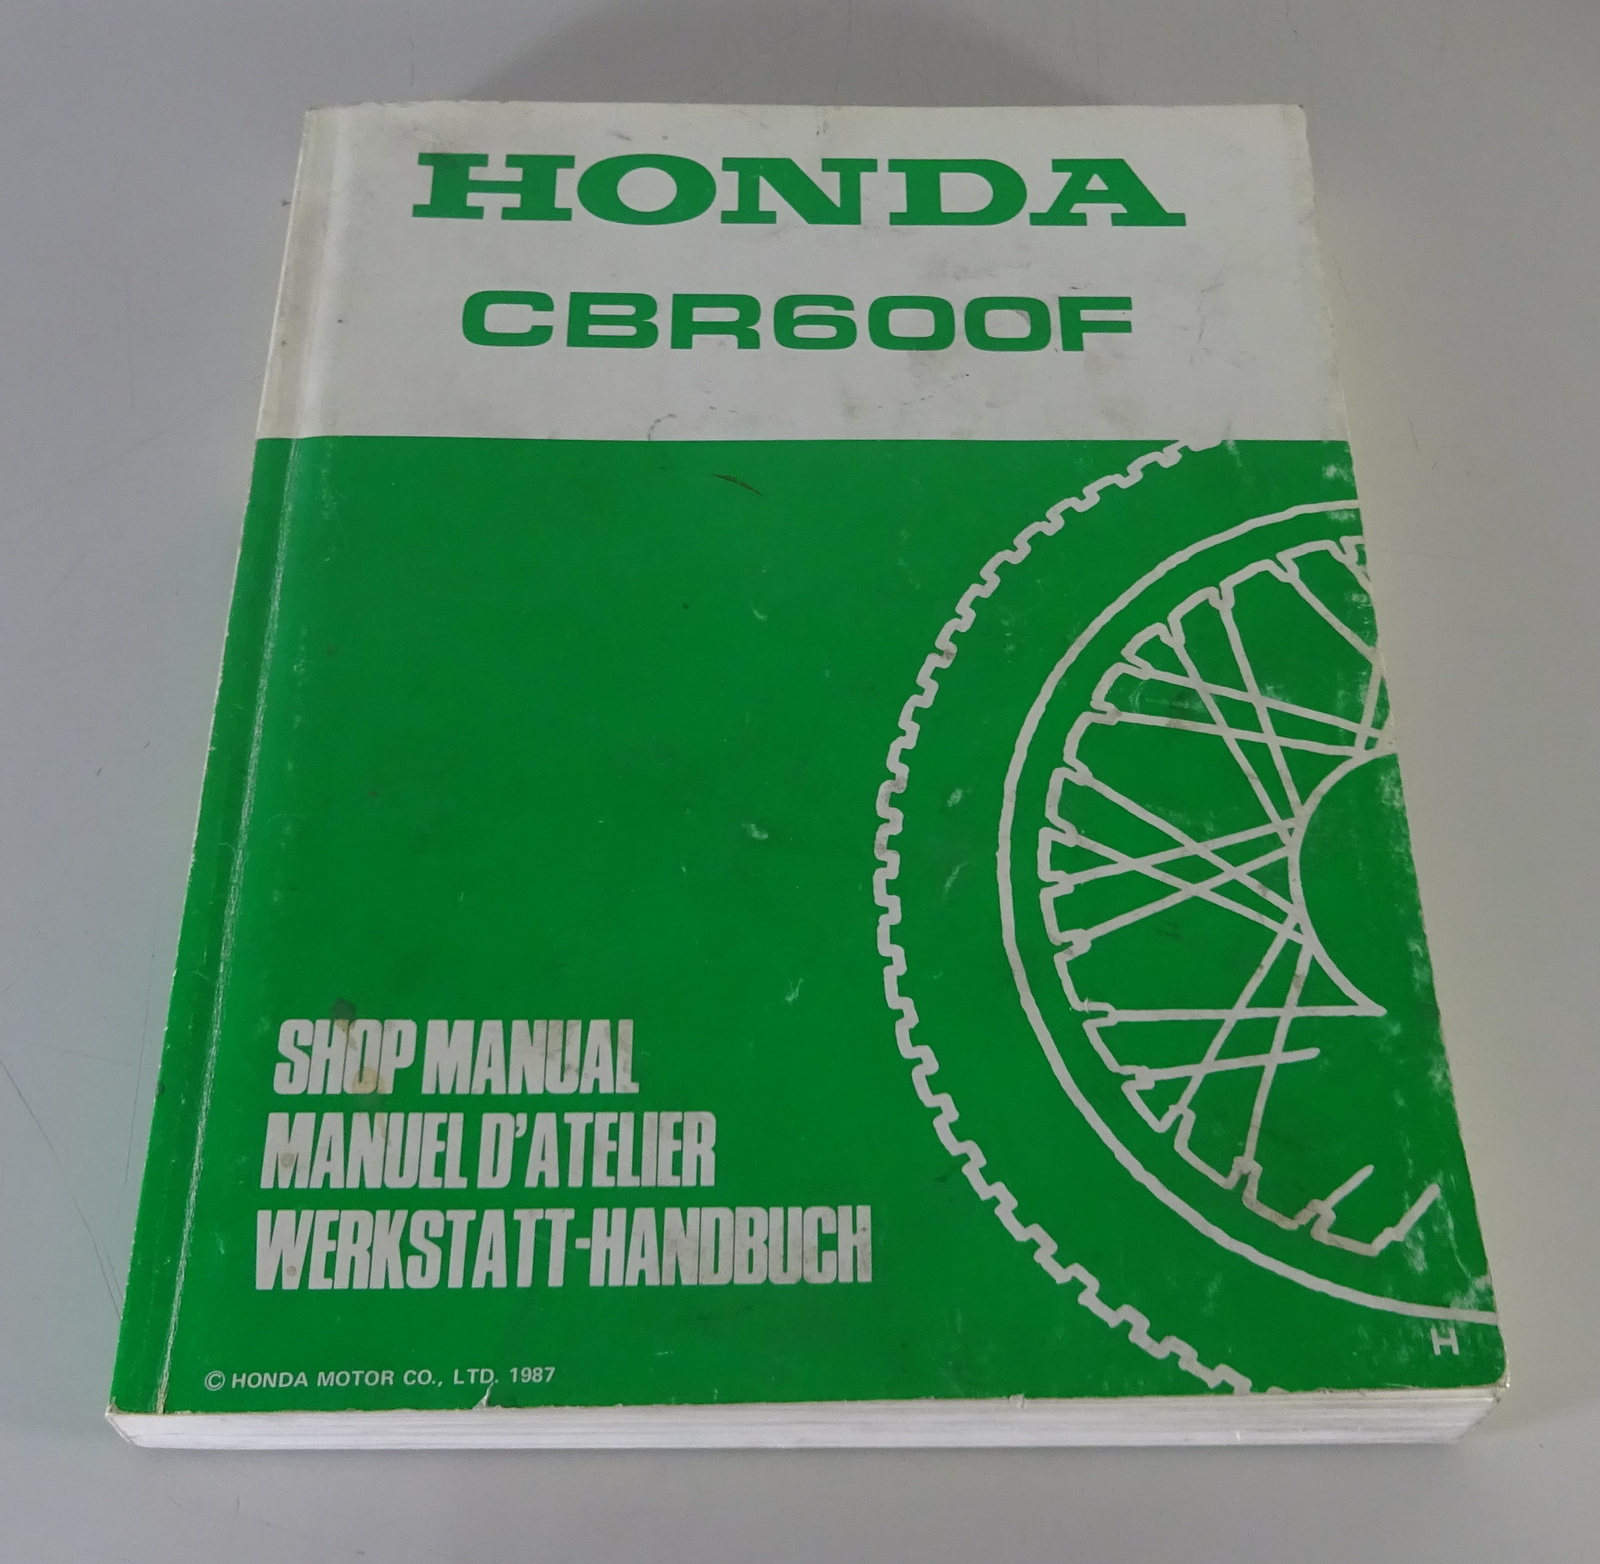 HONDA
CBR600F
SHOP MANUAL
MANUEL D'ATELIER
WERKSTATT-HANDBUCH
© HONDA MOTOR CO., LTD. 1987
H